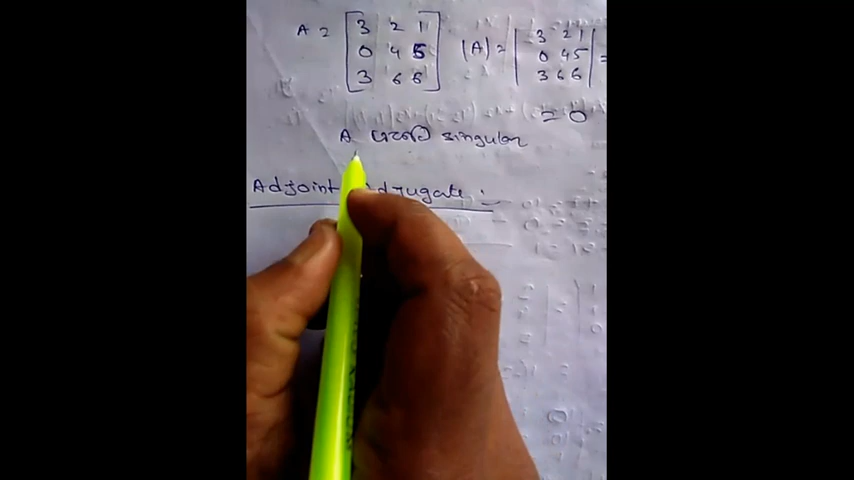 A = [3 2 1 |A| = |3 2 1
0 4 5 0 4 5
3 6 6] 3 6 6| =
= 0
A singular
Adjoint Adjugate :-